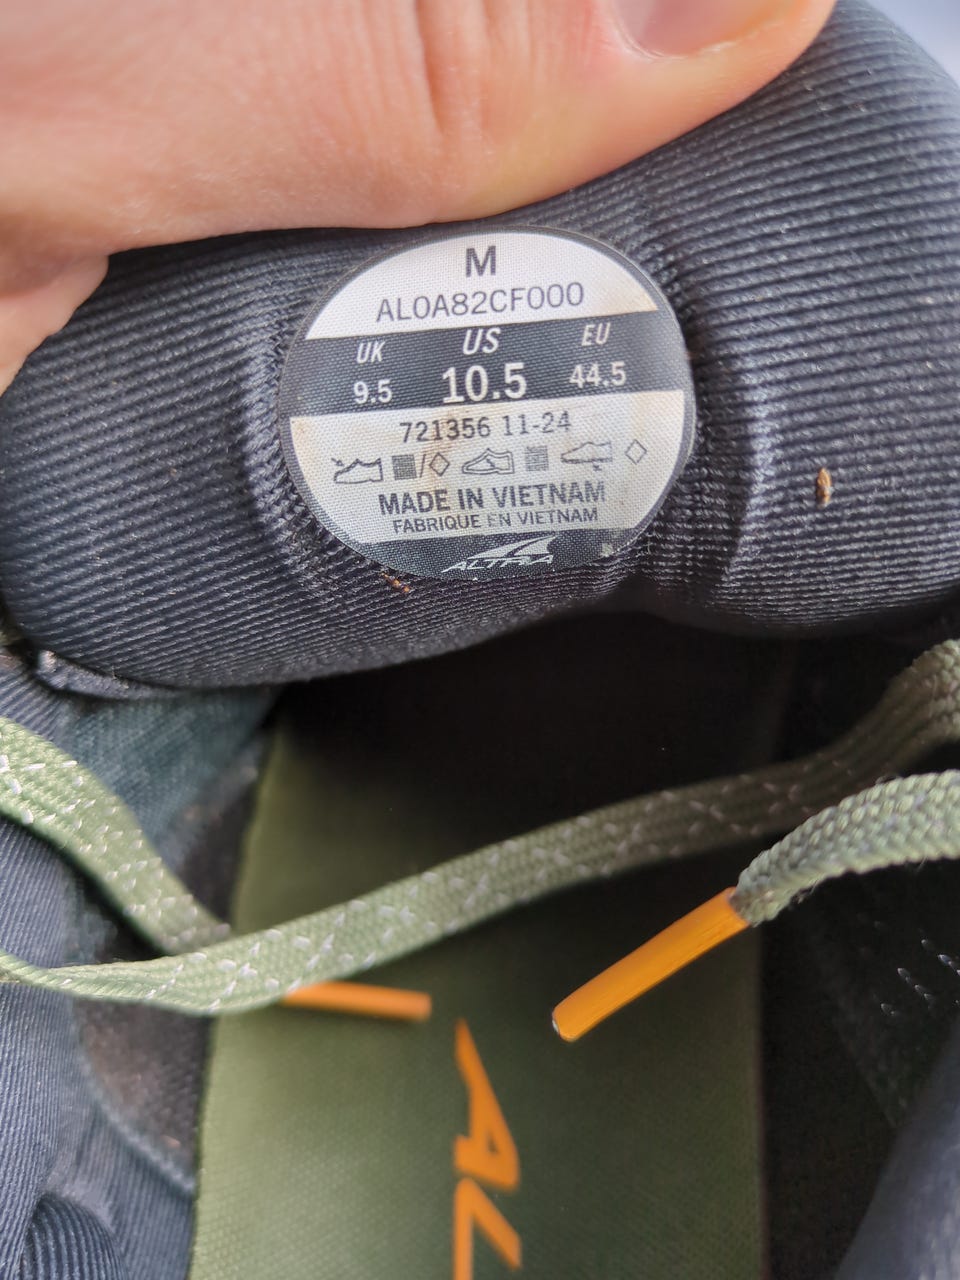 M
AL0A82CF000
UK US EU
9.5 10.5 44.5
721356 11-24
MADE IN VIETNAM
FABRIQUE EN VIETNAM
ALTRA
AL